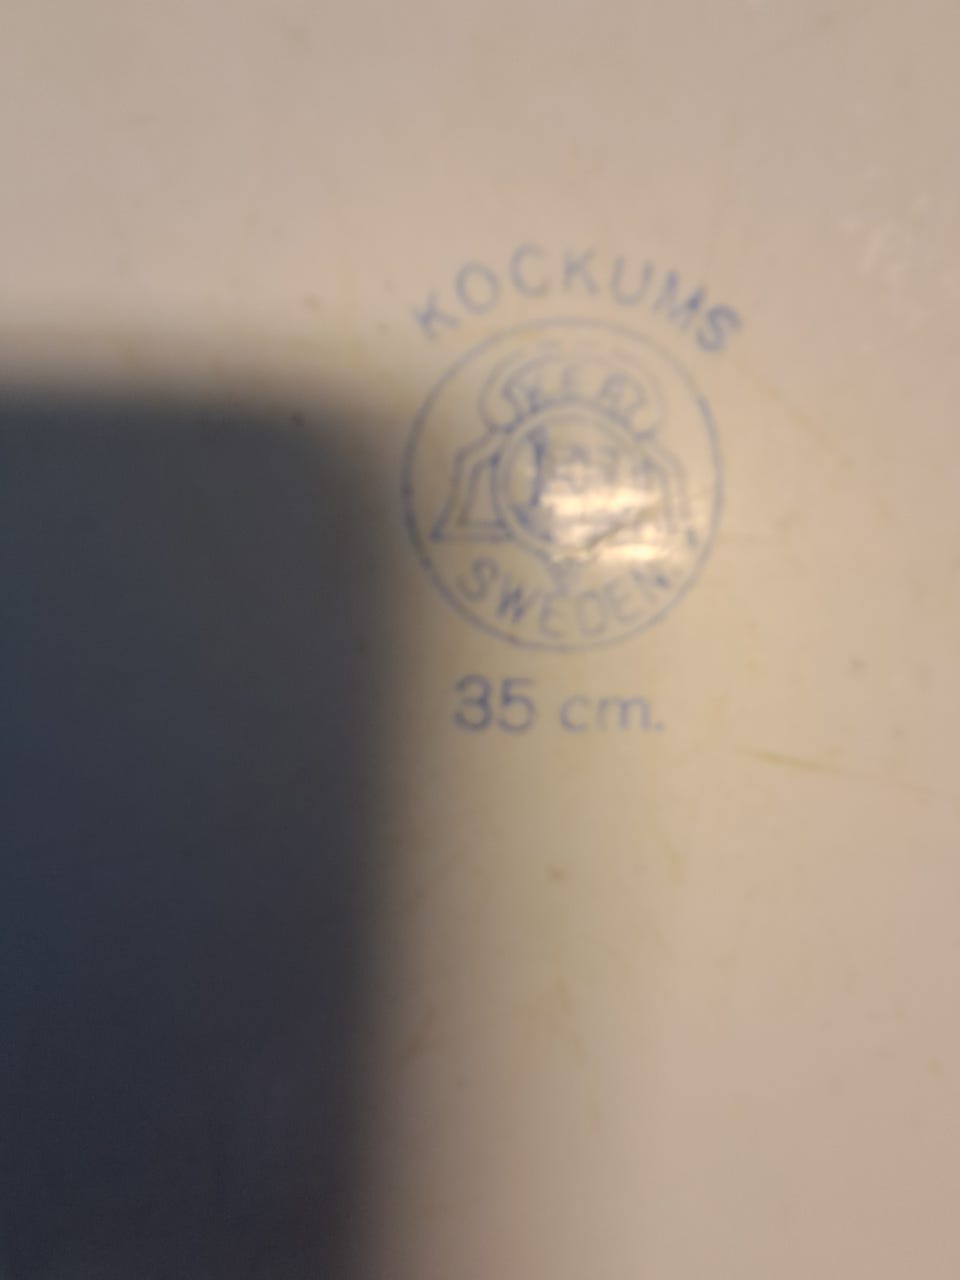 KOCKUMS
SWEDEN.
35 cm.